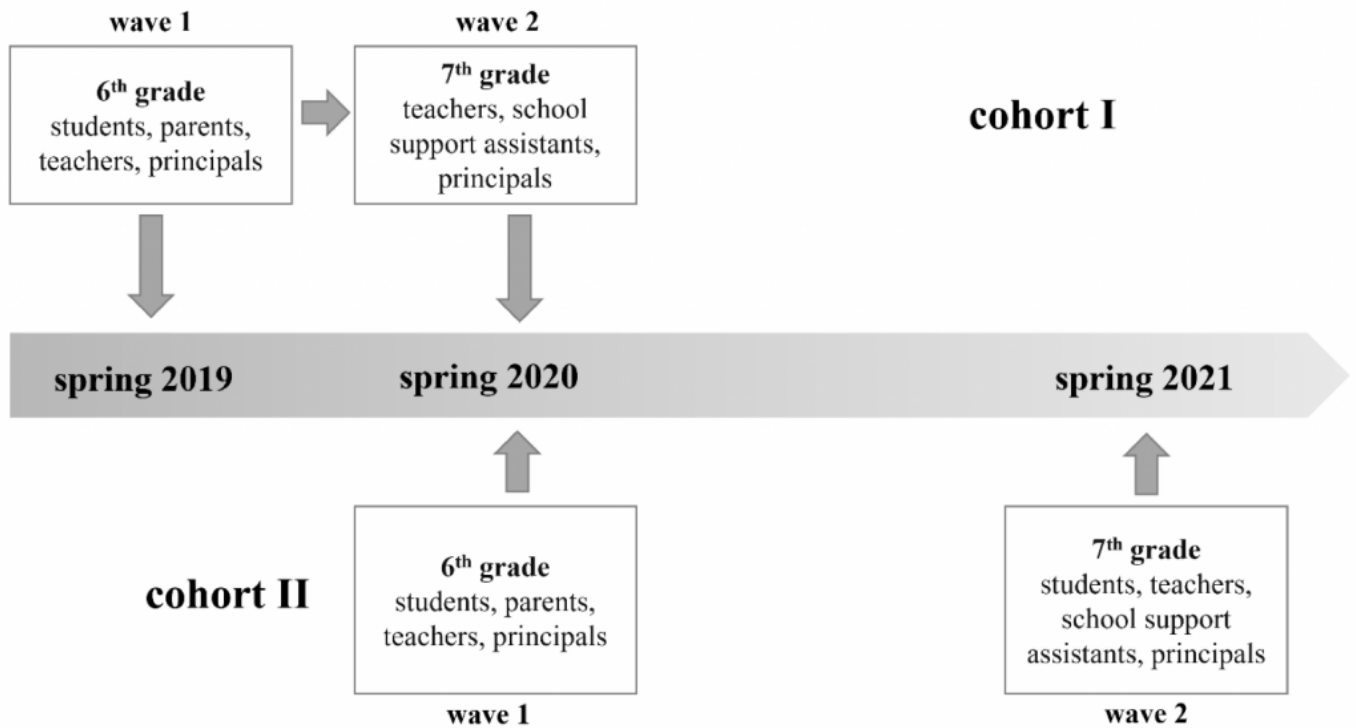 wave 1
6th grade
students, parents,
teachers, principals
wave 2
7th grade
teachers, school
support assistants,
principals
cohort I
spring 2019
spring 2020
spring 2021
cohort II
6th grade
students, parents,
teachers, principals
wave 1
7th grade
students, teachers,
school support
assistants, principals
wave 2